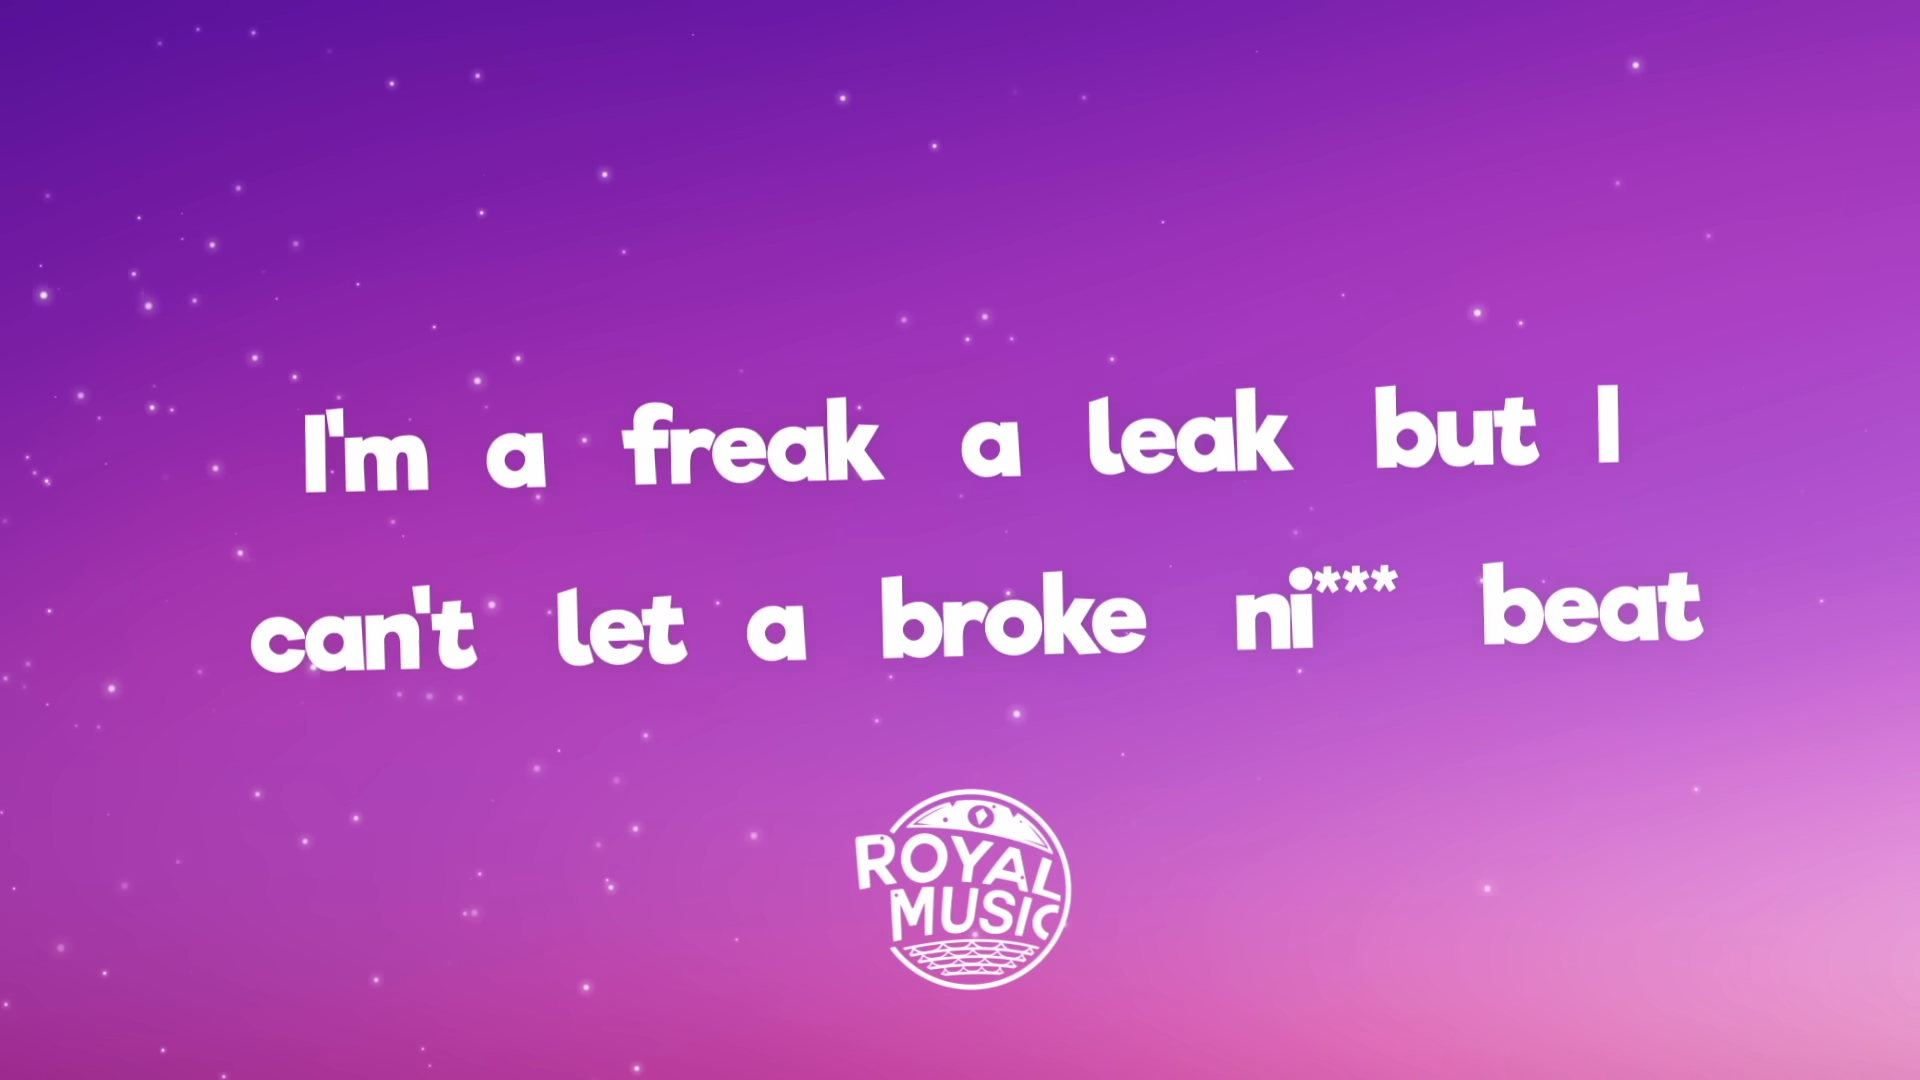 I'm a freak a leak but I
can't let a broke ni*** beat
ROYAL
MUSIC